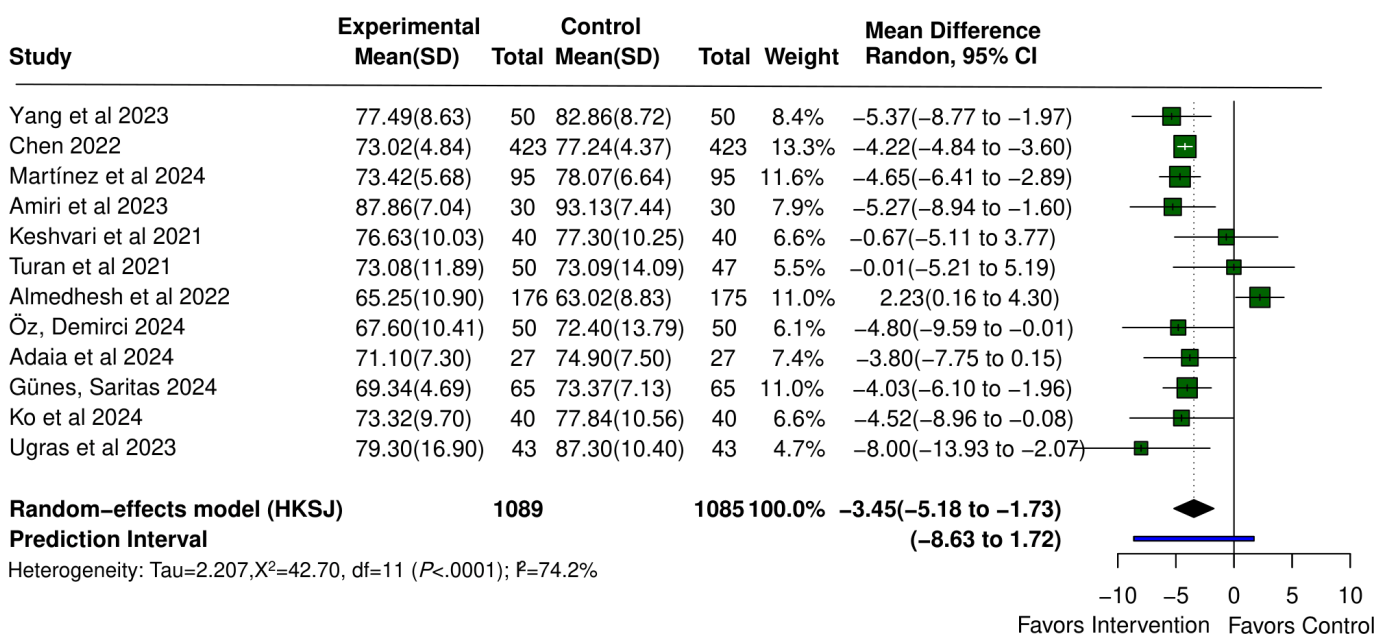 Experimental Control Mean Difference
Study Mean(SD) Total Mean(SD) Total Weight Randon, 95% CI
Yang et al 2023 77.49(8.63) 50 82.86(8.72) 50 8.4% −5.37(−8.77 to −1.97)
Chen 2022 73.02(4.84) 423 77.24(4.37) 423 13.3% −4.22(−4.84 to −3.60)
Martínez et al 2024 73.42(5.68) 95 78.07(6.64) 95 11.6% −4.65(−6.41 to −2.89)
Amiri et al 2023 87.86(7.04) 30 93.13(7.44) 30 7.9% −5.27(−8.94 to −1.60)
Keshvari et al 2021 76.63(10.03) 40 77.30(10.25) 40 6.6% −0.67(−5.11 to 3.77)
Turan et al 2021 73.08(11.89) 50 73.09(14.09) 47 5.5% −0.01(−5.21 to 5.19)
Almedhesh et al 2022 65.25(10.90) 176 63.02(8.83) 175 11.0% 2.23(0.16 to 4.30)
Öz, Demirci 2024 67.60(10.41) 50 72.40(13.79) 50 6.1% −4.80(−9.59 to −0.01)
Adaia et al 2024 71.10(7.30) 27 74.90(7.50) 27 7.4% −3.80(−7.75 to 0.15)
Günes, Saritas 2024 69.34(4.69) 65 73.37(7.13) 65 11.0% −4.03(−6.10 to −1.96)
Ko et al 2024 73.32(9.70) 40 77.84(10.56) 40 6.6% −4.52(−8.96 to −0.08)
Ugras et al 2023 79.30(16.90) 43 87.30(10.40) 43 4.7% −8.00(−13.93 to −2.07)
Random−effects model (HKSJ) 1089 1085 100.0% −3.45(−5.18 to −1.73)
Prediction Interval (−8.63 to 1.72)
Heterogeneity: Tau=2.207,X²=42.70, df=11 (P<.0001); I²=74.2%
−10 −5 0 5 10
Favors Intervention Favors Control